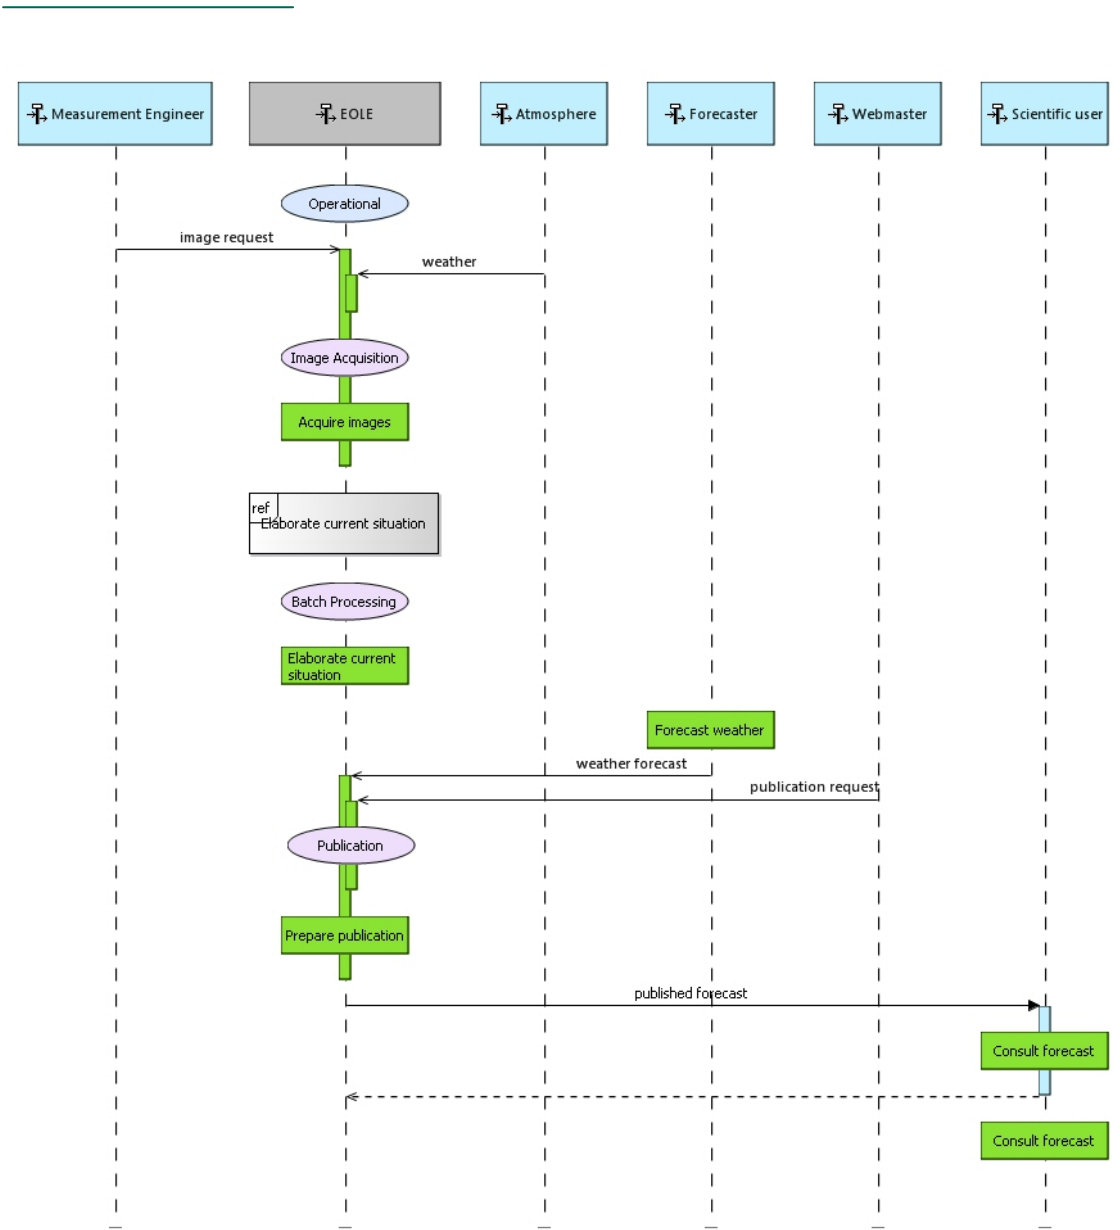 Measurement Engineer
EOLE
Atmosphere
Forecaster
Webmaster
Scientific user
Operational
image request
weather
Image Acquisition
Acquire images
ref
Elaborate current situation
Batch Processing
Elaborate current
situation
Forecast weather
weather forecast
publication request
Publication
Prepare publication
published forecast
Consult forecast
Consult forecast